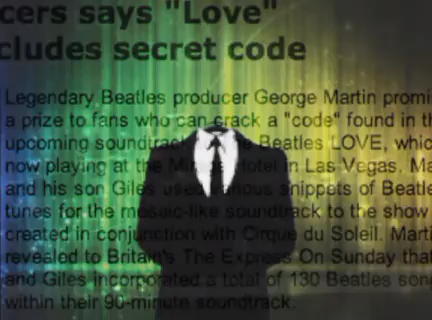 cers says "Love"
cludes secret code
Legendary Beatles producer George Martin promi
a prize to fans who can crack a "code" found in th
upcoming soundtrack Beatles LOVE, whic
now playing at the Mirage Hotel in Las Vegas. Ma
and his son Giles used various snippets of Beatle
tunes for the mosaic-like soundtrack to the show
created in conjunction with Cirque du Soleil. Marti
revealed to Britain's The Express On Sunday that
and Giles incorporated a total of 130 Beatles song
within their 90-minute soundtrack.